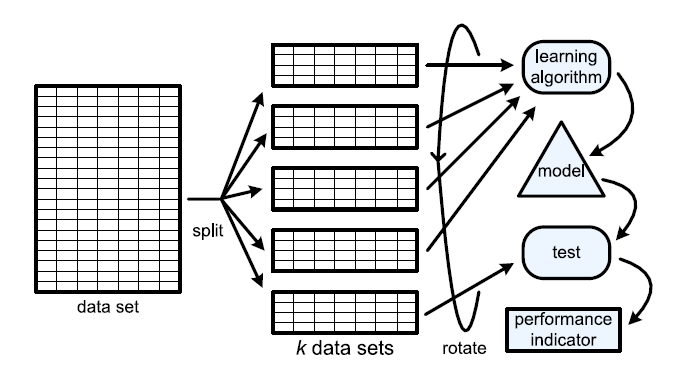 data set
split
k data sets
rotate
learning
algorithm
model
test
performance
indicator